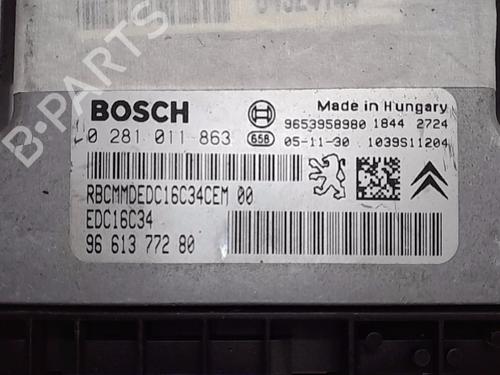 BOSCH
Made in Hungary
9653958980 1844 2724
0 281 011 863
656
05-11-30
1039S11204
RBCMMDEDC16C34CEM 00
EDC16C34
96 613 772 80
B-PARTS